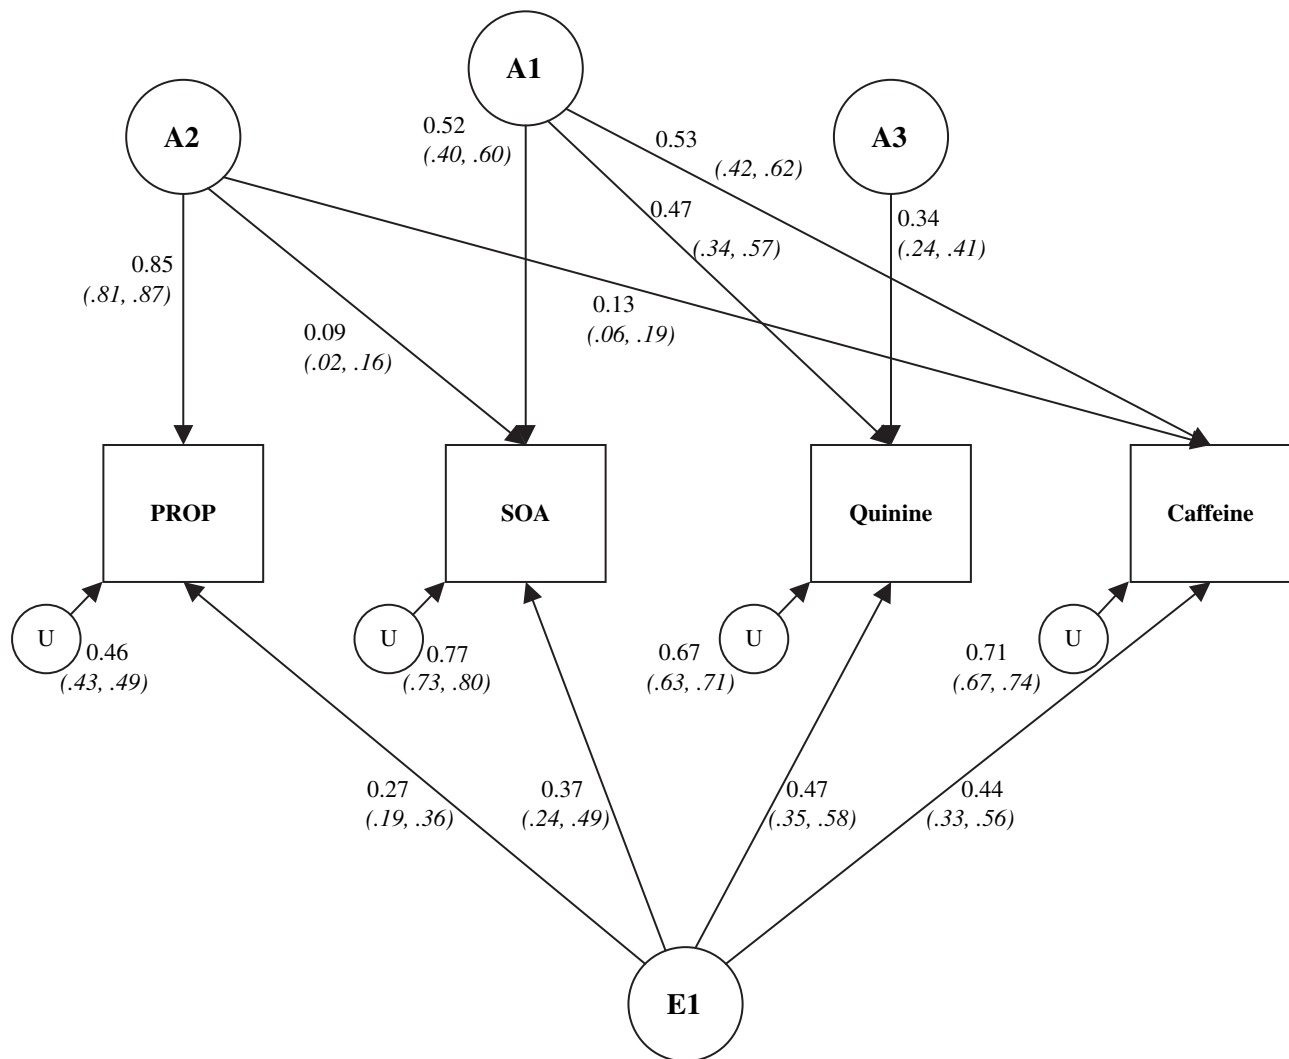 A1
A2
A3
0.52
(.40, .60)
0.53
(.42, .62)
0.47
(.34, .57)
0.34
(.24, .41)
0.85
(.81, .87)
0.09
(.02, .16)
0.13
(.06, .19)
PROP
SOA
Quinine
Caffeine
U
0.46
(.43, .49)
U
0.77
(.73, .80)
0.67
(.63, .71)
U
0.71
(.67, .74)
U
0.27
(.19, .36)
0.37
(.24, .49)
0.47
(.35, .58)
0.44
(.33, .56)
E1